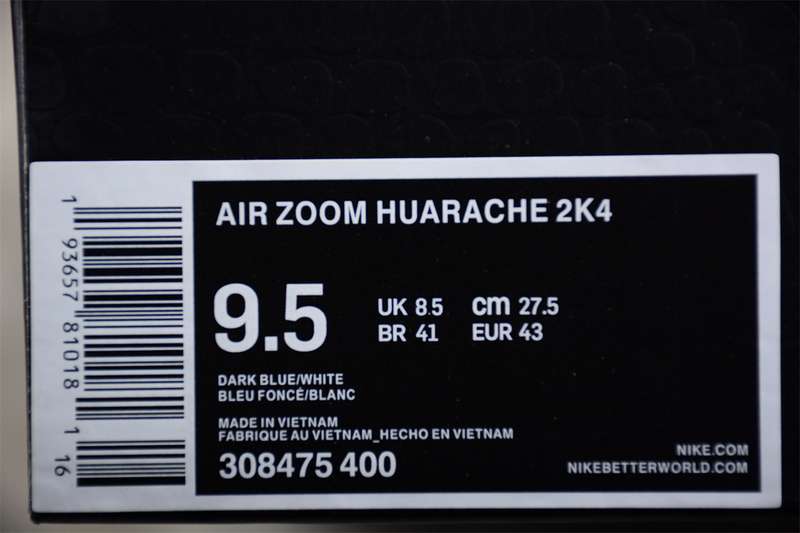 AIR ZOOM HUARACHE 2K4
9.5
UK 8.5 cm 27.5
BR 41 EUR 43
DARK BLUE/WHITE
BLEU FONCÉ/BLANC
MADE IN VIETNAM
FABRIQUE AU VIETNAM_HECHO EN VIETNAM
308475 400
NIKE.COM
NIKEBETTERWORLD.COM
1 93657 81018 1 16